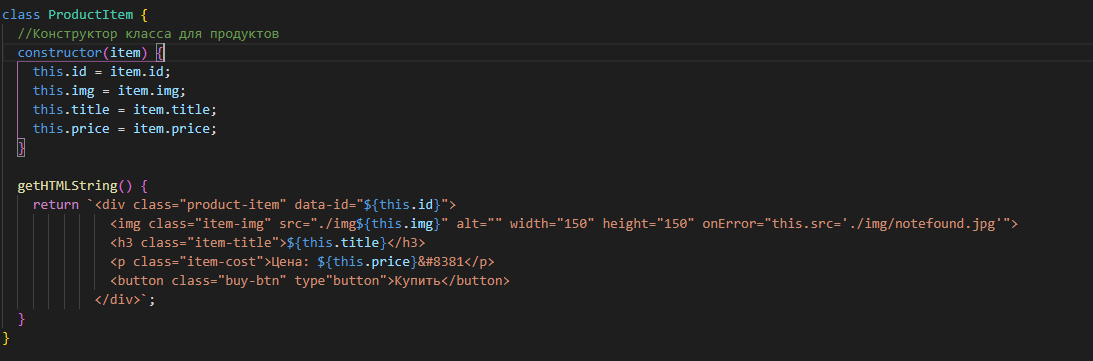 class ProductItem {
//Конструктор класса для продуктов
constructor(item) {
this.id = item.id;
this.img = item.img;
this.title = item.title;
this.price = item.price;
}
getHTMLString() {
return `<div class="product-item" data-id="${this.id}">
<img class="item-img" src="./img${this.img}" alt="" width="150" height="150" onError="this.src='./img/notefound.jpg'">
<h3 class="item-title">${this.title}</h3>
<p class="item-cost">Цена: ${this.price}&#8381</p>
<button class="buy-btn" type"button">Купить</button>
</div>`;
}
}